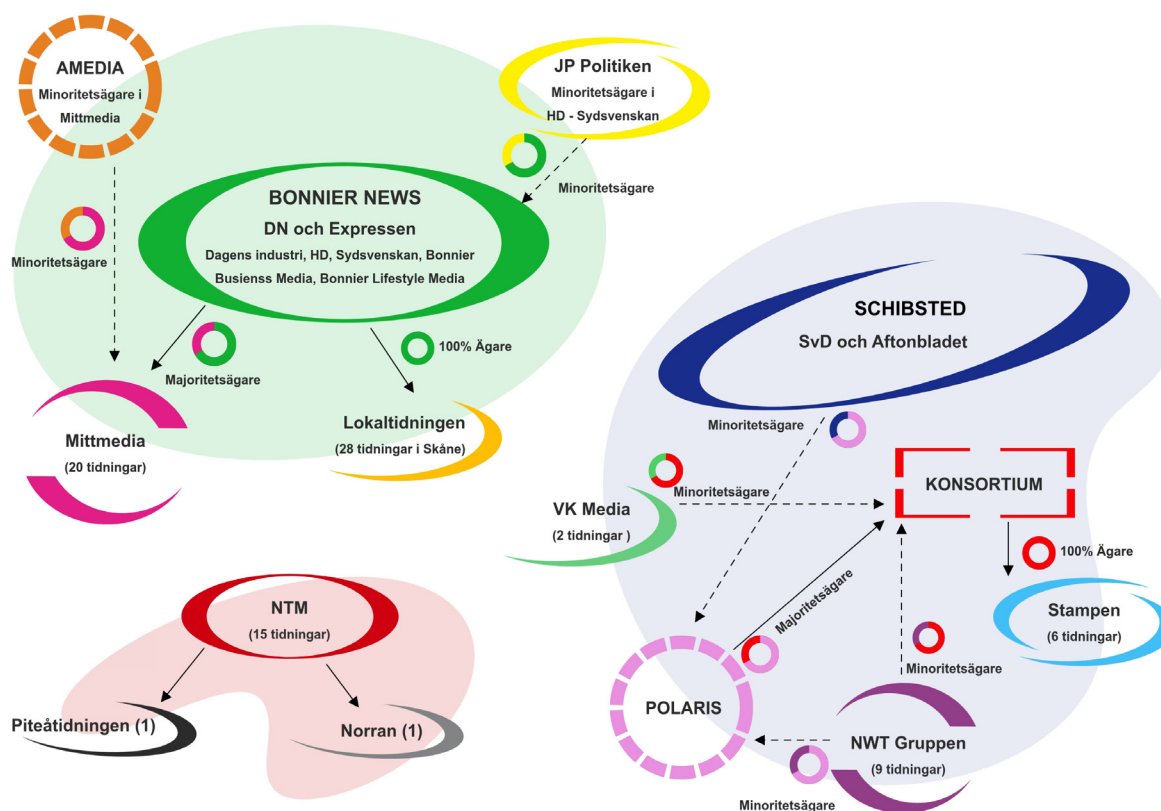 AMEDIA
Minoritetsägare i
Mittmedia
JP Politiken
Minoritetsägare i
HD - Sydsvenskan
Minoritetsägare
BONNIER NEWS
DN och Expressen
Dagens industri, HD, Sydsvenskan, Bonnier
Busienss Media, Bonnier Lifestyle Media
Minoritetsägare
Majoritetsägare
100% Ägare
Mittmedia
(20 tidningar)
Lokaltidningen
(28 tidningar i Skåne)
SCHIBSTED
SvD och Aftonbladet
Minoritetsägare
Minoritetsägare
KONSORTIUM
VK Media
(2 tidningar )
100% Ägare
Majoritetsägare
Stampen
(6 tidningar)
Minoritetsägare
NTM
(15 tidningar)
Piteåtidningen (1)
Norran (1)
POLARIS
NWT Gruppen
(9 tidningar)
Minoritetsägare